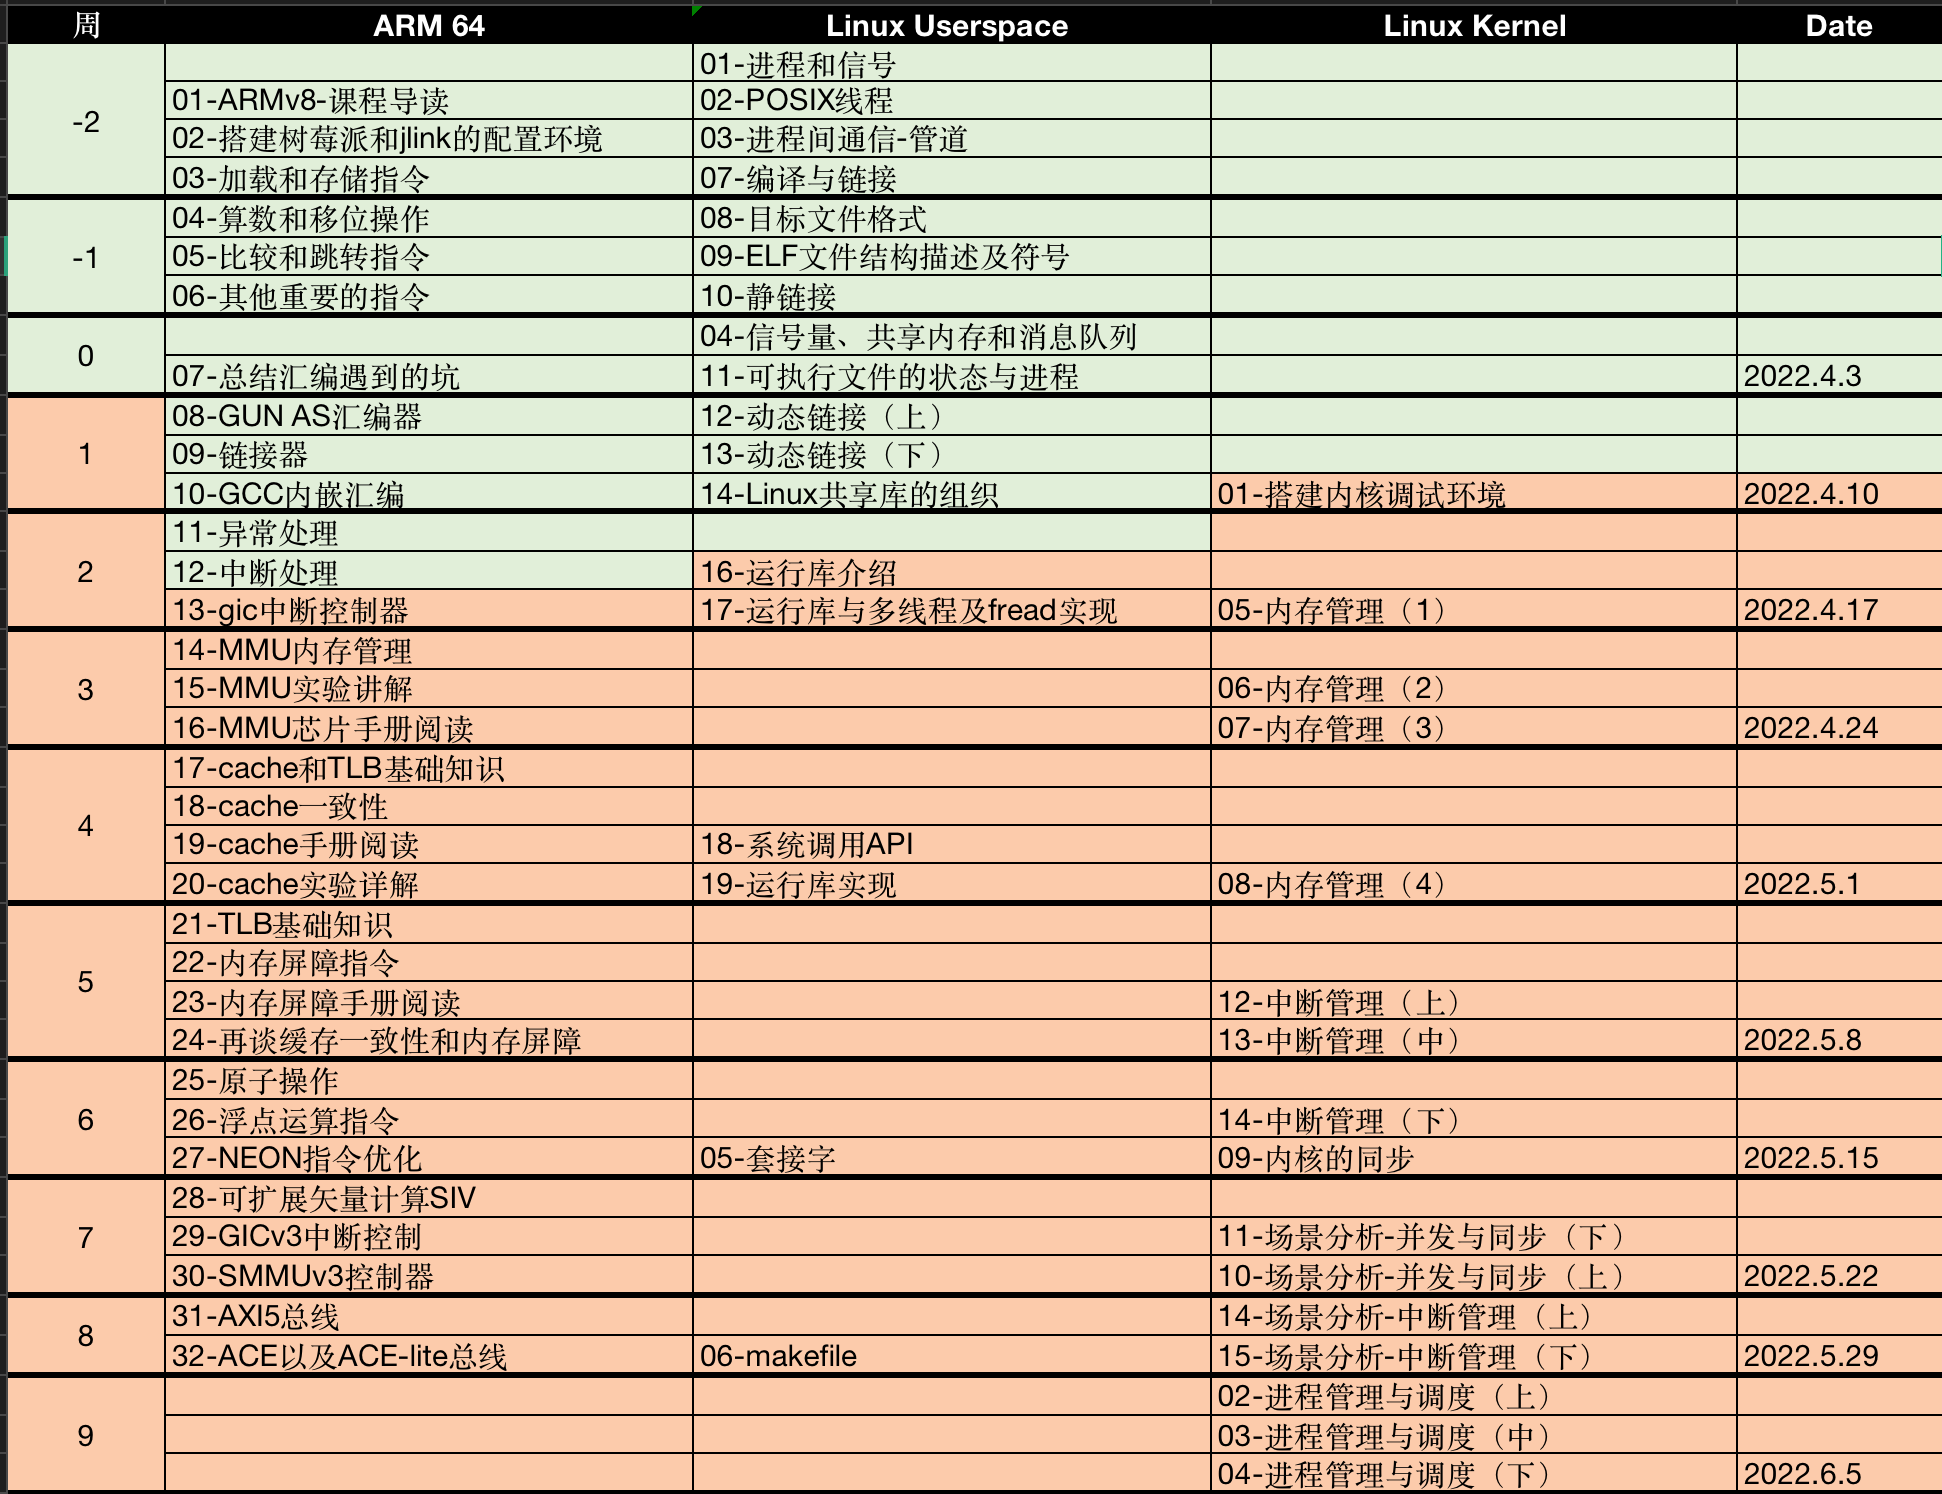 周 ARM 64 Linux Userspace Linux Kernel Date
01-进程和信号
01-ARMv8-课程导读 02-POSIX线程
-2
02-搭建树莓派和jlink的配置环境 03-进程间通信-管道
03-加载和存储指令 07-编译与链接
04-算数和移位操作 08-目标文件格式
-1 05-比较和跳转指令 09-ELF文件结构描述及符号
06-其他重要的指令 10-静链接
04-信号量、共享内存和消息队列
0
07-总结汇编遇到的坑 11-可执行文件的状态与进程 2022.4.3
08-GUN AS汇编器 12-动态链接（上）
1 09-链接器 13-动态链接（下）
10-GCC内嵌汇编 14-Linux共享库的组织 01-搭建内核调试环境 2022.4.10
11-异常处理
2 12-中断处理 16-运行库介绍
13-gic中断控制器 17-运行库与多线程及fread实现 05-内存管理（1） 2022.4.17
14-MMU内存管理
3 15-MMU实验讲解 06-内存管理（2）
16-MMU芯片手册阅读 07-内存管理（3） 2022.4.24
17-cache和TLB基础知识
18-cache一致性
4
19-cache手册阅读 18-系统调用API
20-cache实验详解 19-运行库实现 08-内存管理（4） 2022.5.1
21-TLB基础知识
22-内存屏障指令
5
23-内存屏障手册阅读 12-中断管理（上）
24-再谈缓存一致性和内存屏障 13-中断管理（中） 2022.5.8
25-原子操作
6 26-浮点运算指令 14-中断管理（下）
27-NEON指令优化 05-套接字 09-内核的同步 2022.5.15
28-可扩展矢量计算SIV
7 29-GICv3中断控制 11-场景分析-并发与同步（下）
30-SMMUv3控制器 10-场景分析-并发与同步（上） 2022.5.22
31-AXI5总线 14-场景分析-中断管理（上）
8
32-ACE以及ACE-lite总线 06-makefile 15-场景分析-中断管理（下） 2022.5.29
02-进程管理与调度（上）
9 03-进程管理与调度（中）
04-进程管理与调度（下） 2022.6.5